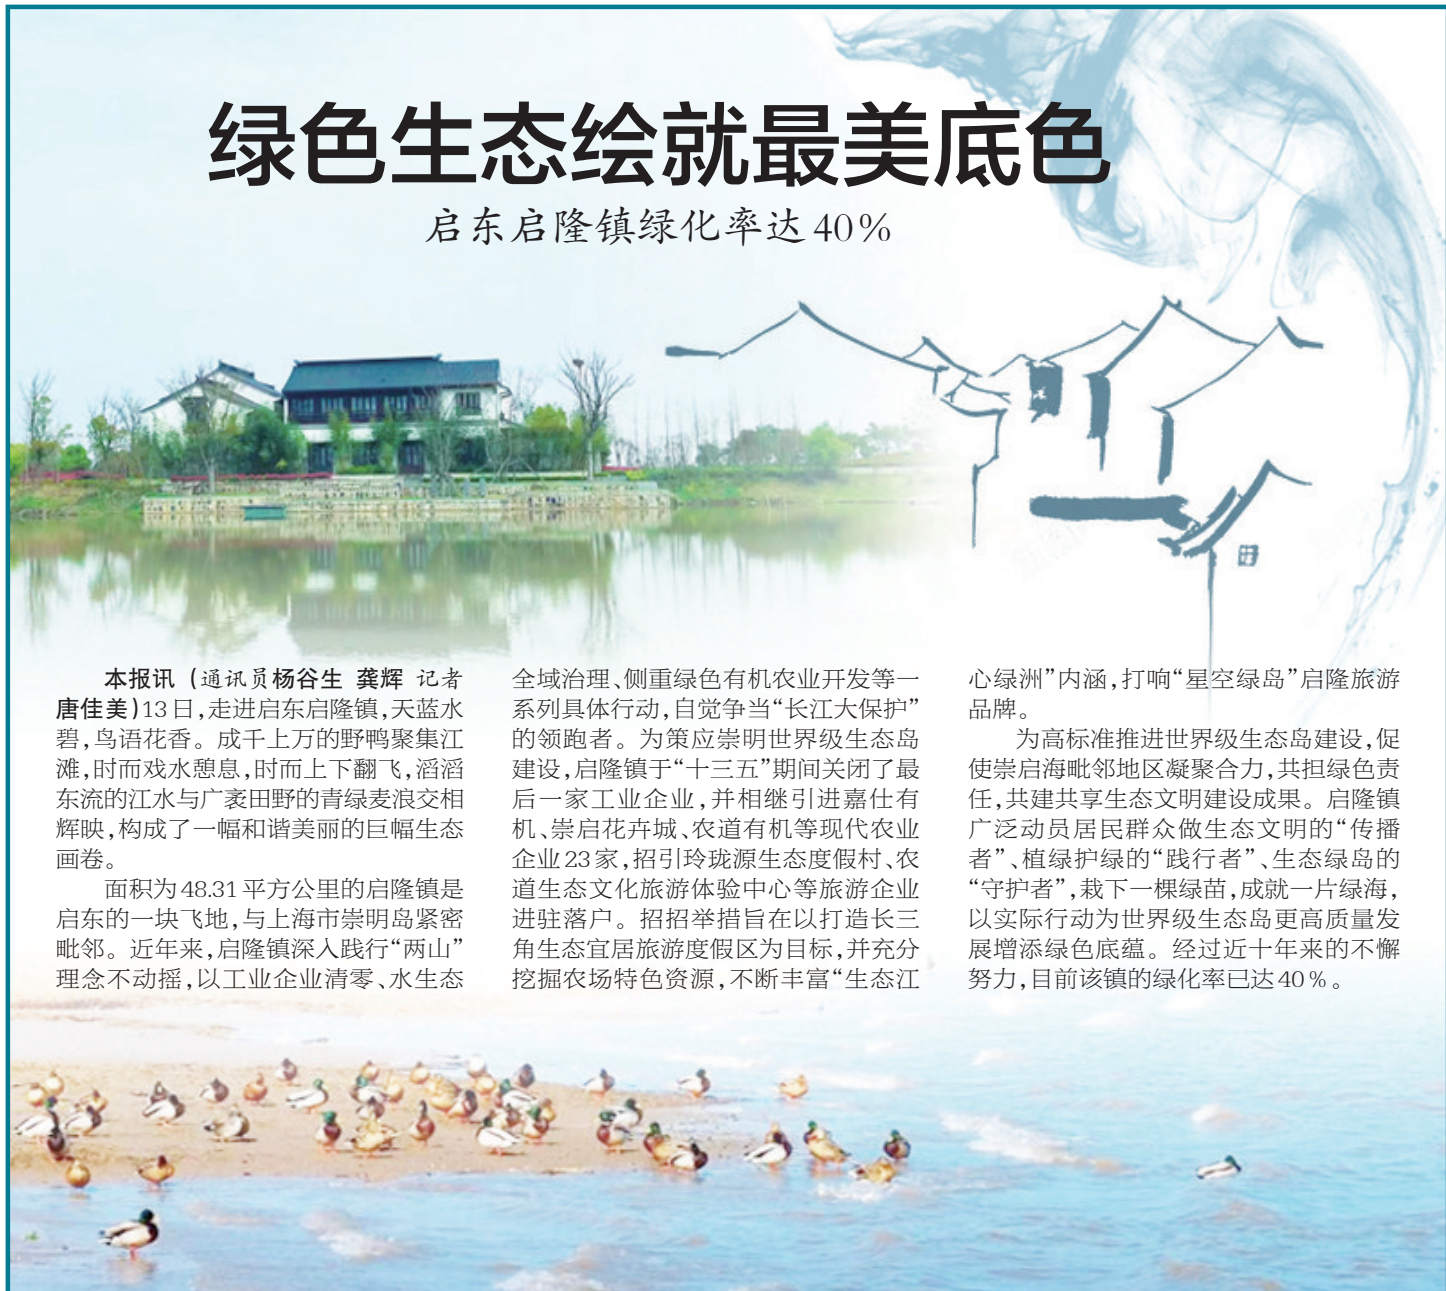 绿色生态绘就最美底色
启东启隆镇绿化率达40%
本报讯（通讯员杨谷生 龚辉 记者
唐佳美）13日，走进启东启隆镇，天蓝水
碧，鸟语花香。成千上万的野鸭聚集江
滩，时而戏水憩息，时而上下翻飞，滔滔
东流的江水与广袤田野的青绿麦浪交相
辉映，构成了一幅和谐美丽的巨幅生态
画卷。
面积为48.31平方公里的启隆镇是
启东的一块飞地，与上海市崇明岛紧密
毗邻。近年来，启隆镇深入践行“两山”
理念不动摇，以工业企业清零、水生态
全域治理、侧重绿色有机农业开发等一
系列具体行动，自觉争当“长江大保护”
的领跑者。为策应崇明世界级生态岛
建设，启隆镇于“十三五”期间关闭了最
后一家工业企业，并相继引进嘉仕有
机、崇启花卉城、农道有机等现代农业
企业23家，招引玲珑源生态度假村、农
道生态文化旅游体验中心等旅游企业
进驻落户。招招举措旨在以打造长三
角生态宜居旅游度假区为目标，并充分
挖掘农场特色资源，不断丰富“生态江
心绿洲”内涵，打响“星空绿岛”启隆旅游
品牌。
为高标准推进世界级生态岛建设，促
使崇启海毗邻地区凝聚合力，共担绿色责
任，共建共享生态文明建设成果。启隆镇
广泛动员居民群众做生态文明的“传播
者”、植绿护绿的“践行者”、生态绿岛的
“守护者”，栽下一棵绿苗，成就一片绿海，
以实际行动为世界级生态岛更高质量发
展增添绿色底蕴。经过近十年来的不懈
努力，目前该镇的绿化率已达40%。